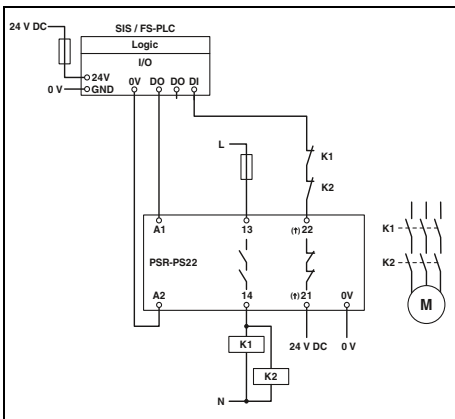 24 V DC
SIS / FS-PLC
Logic
I/O
24V
0 V
GND
0V DO DO DI
L
K1
K2
A1 13 (†) 22
PSR-PS22
A2 14 (†) 21 0V
K1
K2
M
K1
K2
24 V DC 0 V
N